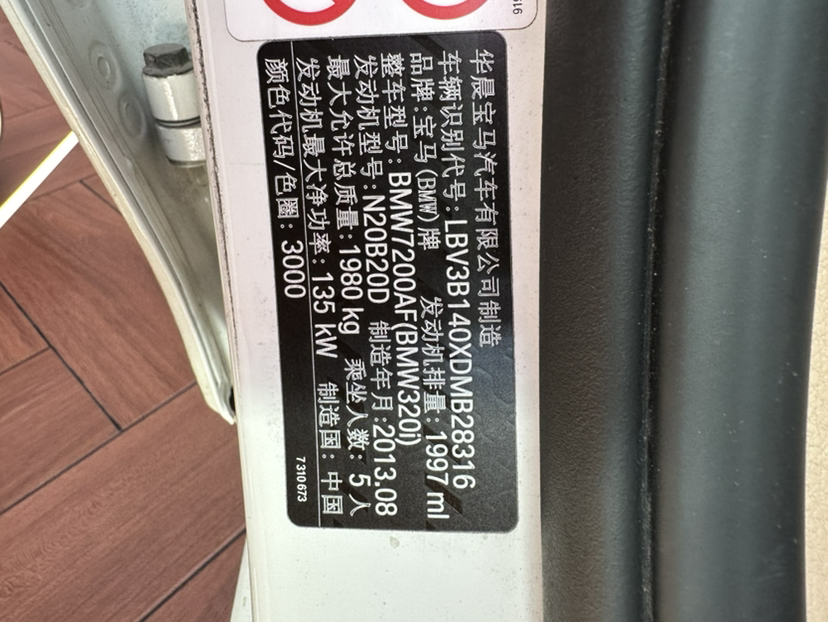 华晨宝马汽车有限公司制造
车辆识别代号: LBV3B140XDMB28316
品牌: 宝马(BMW)牌 发动机排量: 1997ml
整车型号: BMW7200AF(BMW320i)
发动机型号: N20B20D 制造年月: 2013.08
最大允许总质量: 1980 kg 乘坐人数: 5人
发动机最大净功率: 135 kW 制造国: 中国
颜色代码/色圈: 3000
7310673